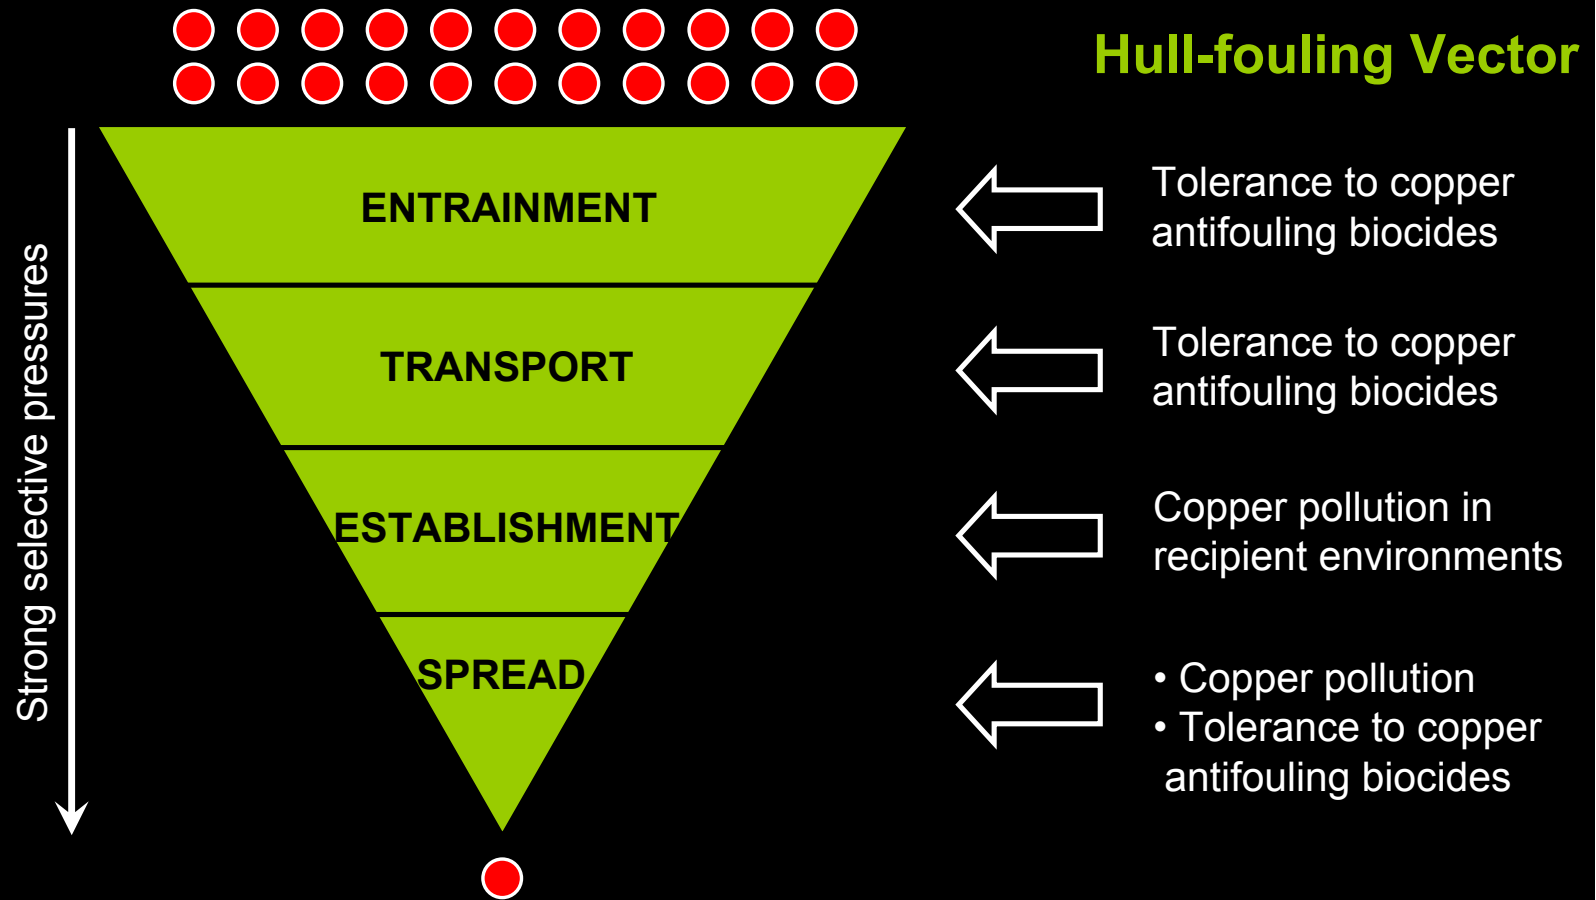 Hull-fouling Vector
Strong selective pressures
ENTRAINMENT
Tolerance to copper
antifouling biocides
TRANSPORT
Tolerance to copper
antifouling biocides
ESTABLISHMENT
Copper pollution in
recipient environments
SPREAD
• Copper pollution
• Tolerance to copper
antifouling biocides